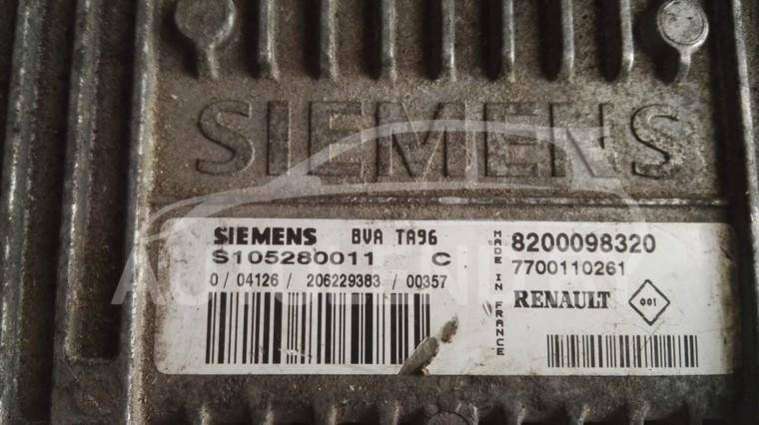 SIEMENS
SIEMENS BVA TA96
S105280011 C
0 / 04126 / 206229383 / 00357
MADE IN FRANCE
8200098320
7700110261
RENAULT 001